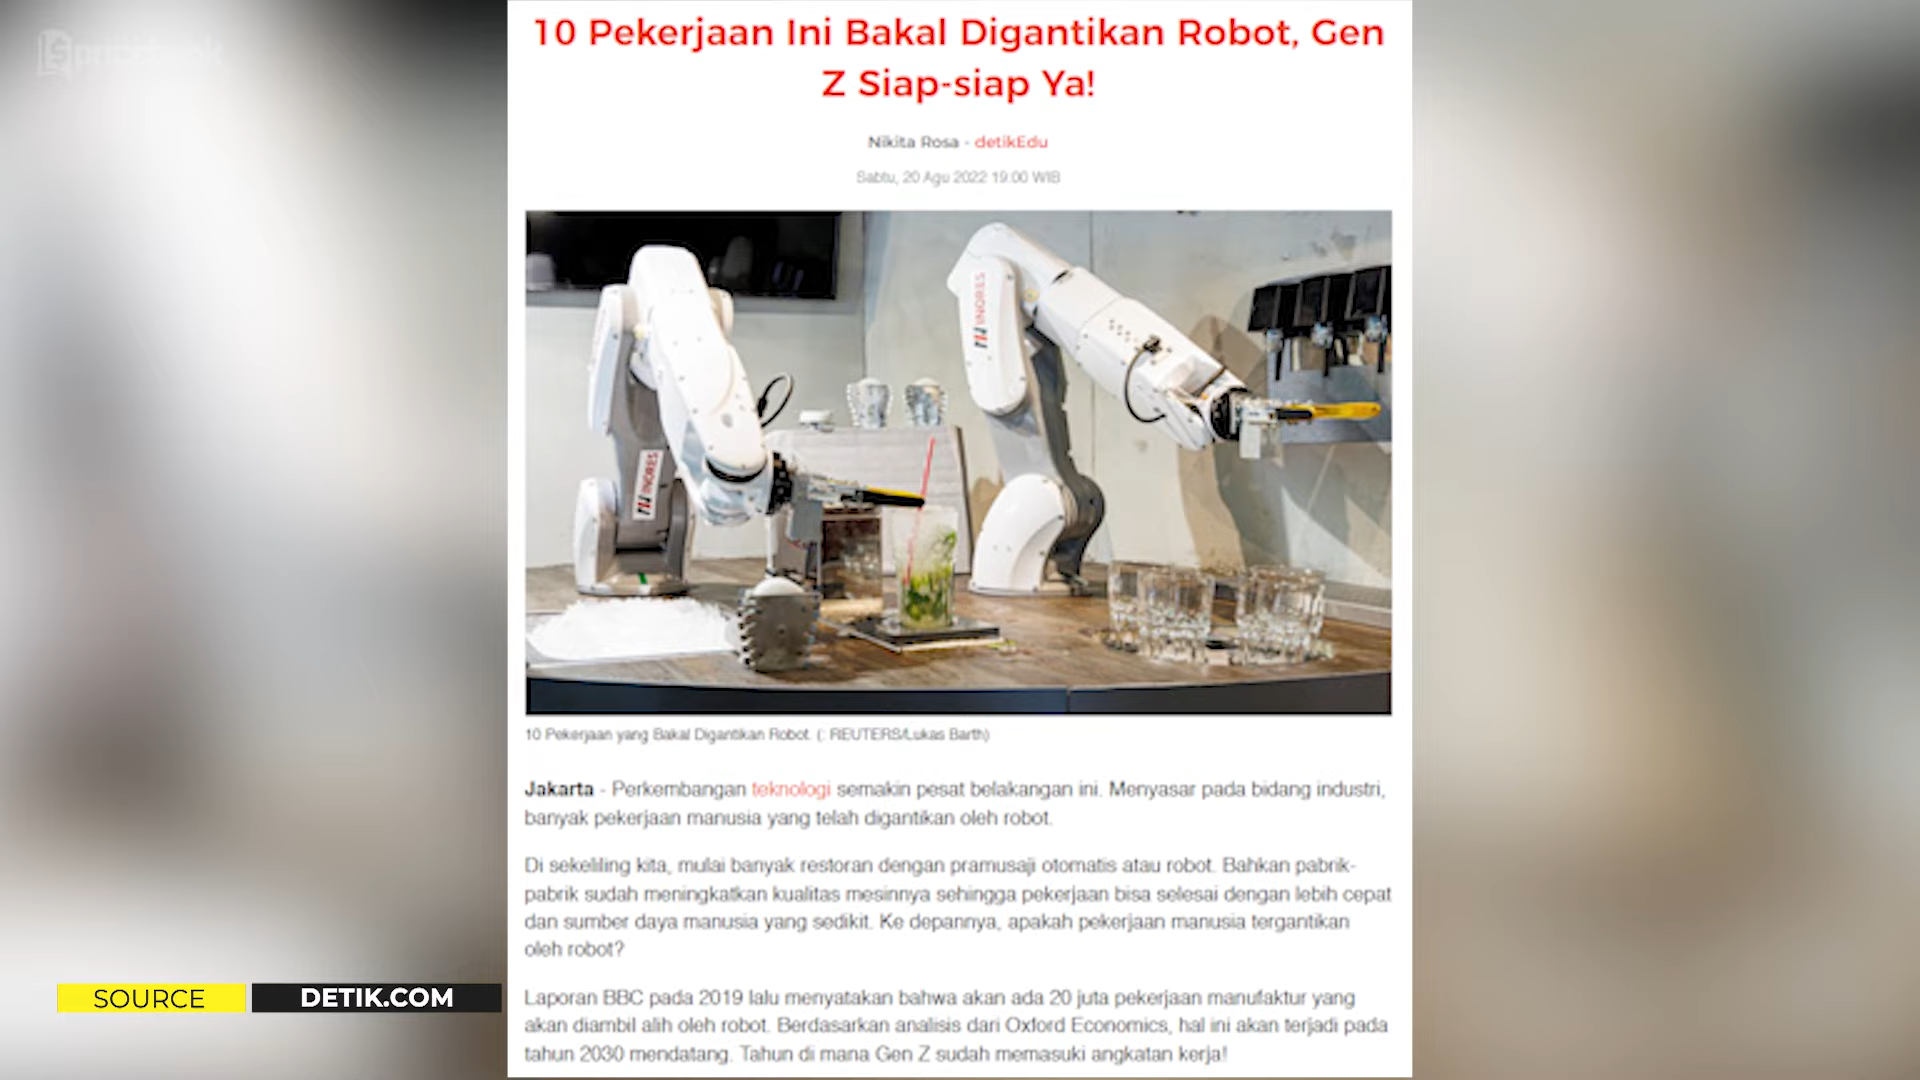 pricebook
10 Pekerjaan Ini Bakal Digantikan Robot, Gen
Z Siap-siap Ya!
Nikita Rosa - detikEdu
Sabtu, 20 Agu 2022 19:00 WIB
INORES
INORES
10 Pekerjaan yang Bakal Digantikan Robot. (: REUTERS/Lukas Barth)
Jakarta - Perkembangan teknologi semakin pesat belakangan ini. Menyasar pada bidang industri,
banyak pekerjaan manusia yang telah digantikan oleh robot.
Di sekeliling kita, mulai banyak restoran dengan pramusaji otomatis atau robot. Bahkan pabrik-
pabrik sudah meningkatkan kualitas mesinnya sehingga pekerjaan bisa selesai dengan lebih cepat
dan sumber daya manusia yang sedikit. Ke depannya, apakah pekerjaan manusia tergantikan
oleh robot?
Laporan BBC pada 2019 lalu menyatakan bahwa akan ada 20 juta pekerjaan manufaktur yang
akan diambil alih oleh robot. Berdasarkan analisis dari Oxford Economics, hal ini akan terjadi pada
tahun 2030 mendatang. Tahun di mana Gen Z sudah memasuki angkatan kerja!
SOURCE DETIK.COM